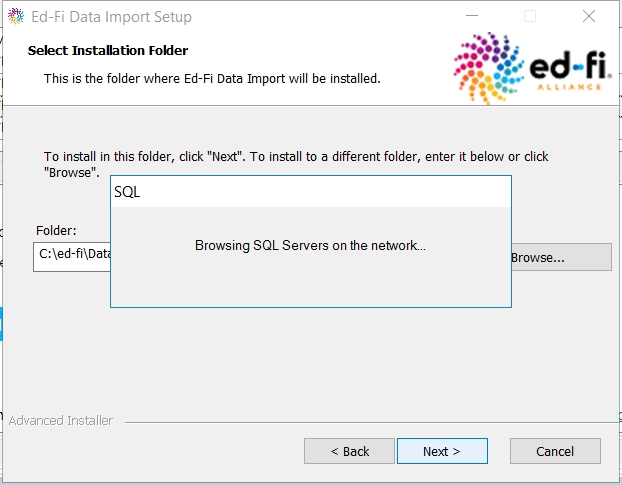 Ed-Fi Data Import Setup
Select Installation Folder
This is the folder where Ed-Fi Data Import will be installed.
ed-fi
ALLIANCE
To install in this folder, click "Next". To install to a different folder, enter it below or click
"Browse".
SQL
Browsing SQL Servers on the network...
Folder:
C:\ed-fi\Data
Browse...
Advanced Installer
< Back
Next >
Cancel